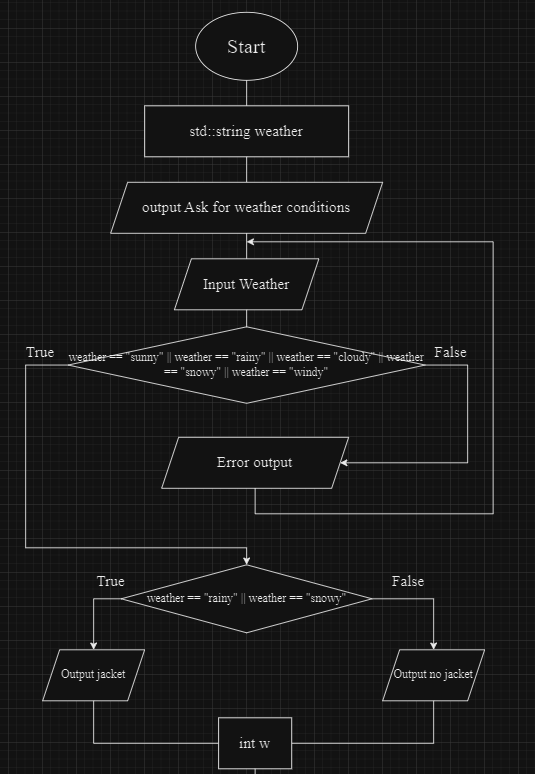 Start
std::string weather
output Ask for weather conditions
Input Weather
True
weather == "sunny" || weather == "rainy" || weather == "cloudy" || weather
== "snowy" || weather == "windy"
False
Error output
True
weather == "rainy" || weather == "snowy"
False
Output jacket
Output no jacket
int w